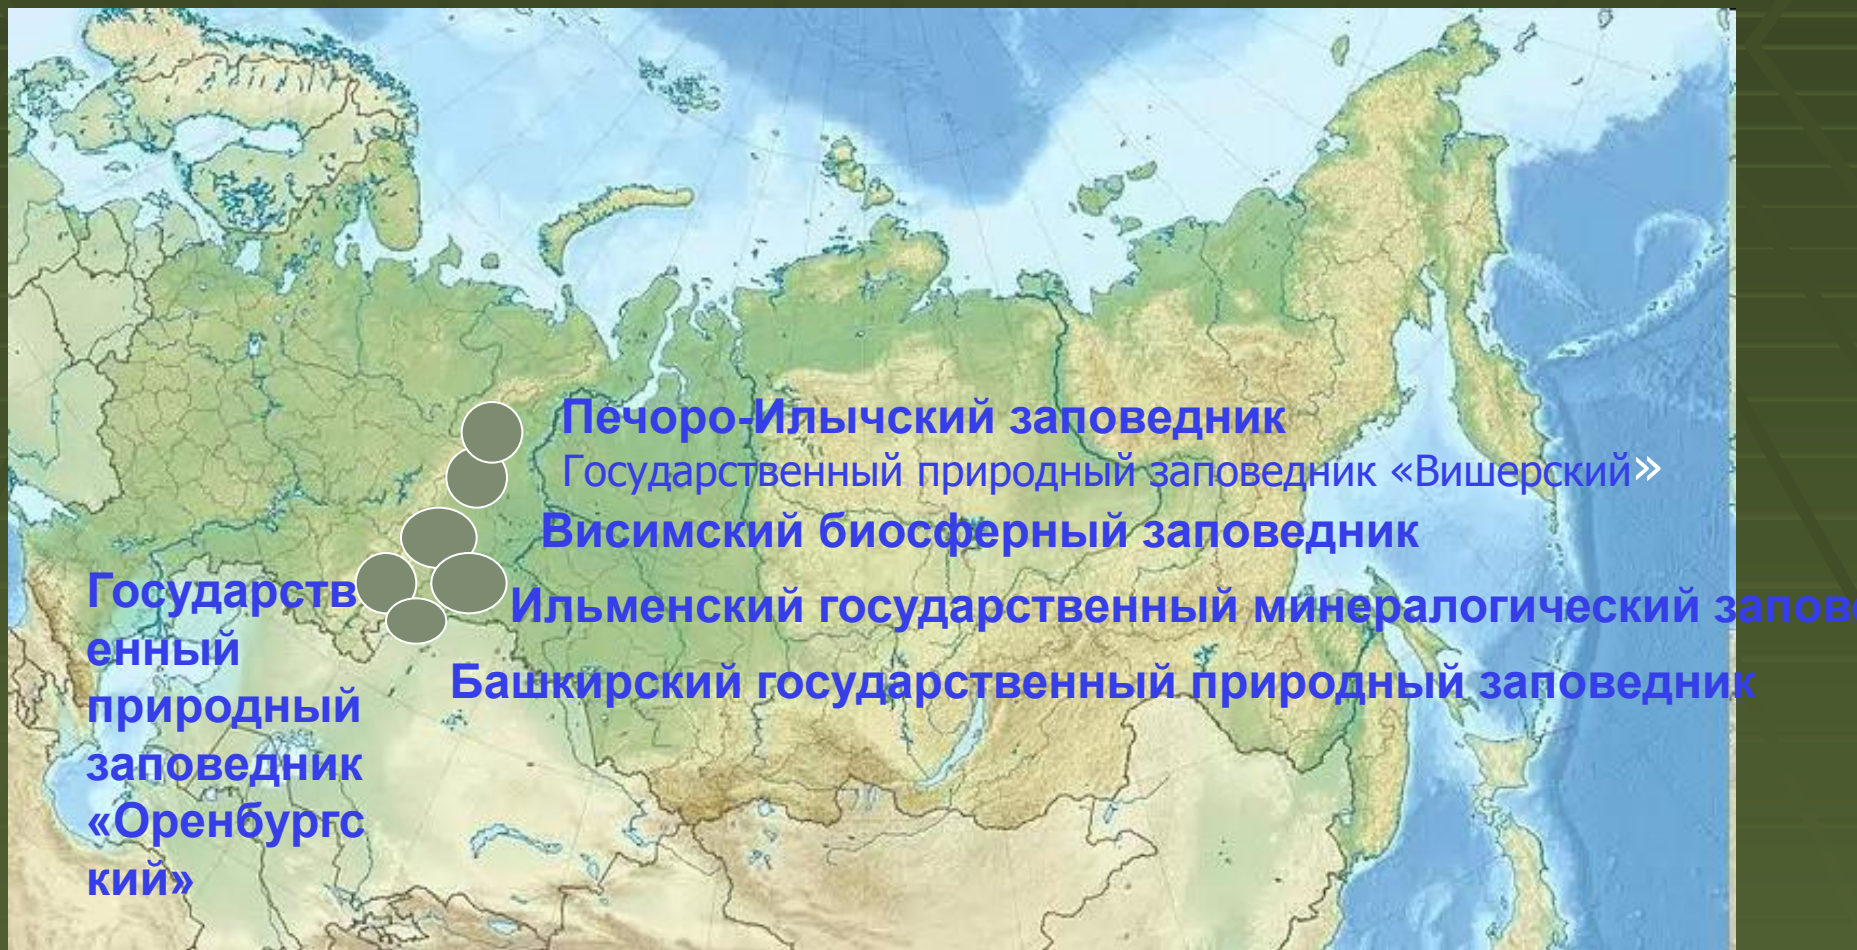 Печоро-Илычский заповедник
Государственный природный заповедник «Вишерский»
Висимский биосферный заповедник
Ильменский государственный минералогический
Башкирский государственный природный заповедник
Государств
енный
природный
заповедник
«Оренбургс
кий»